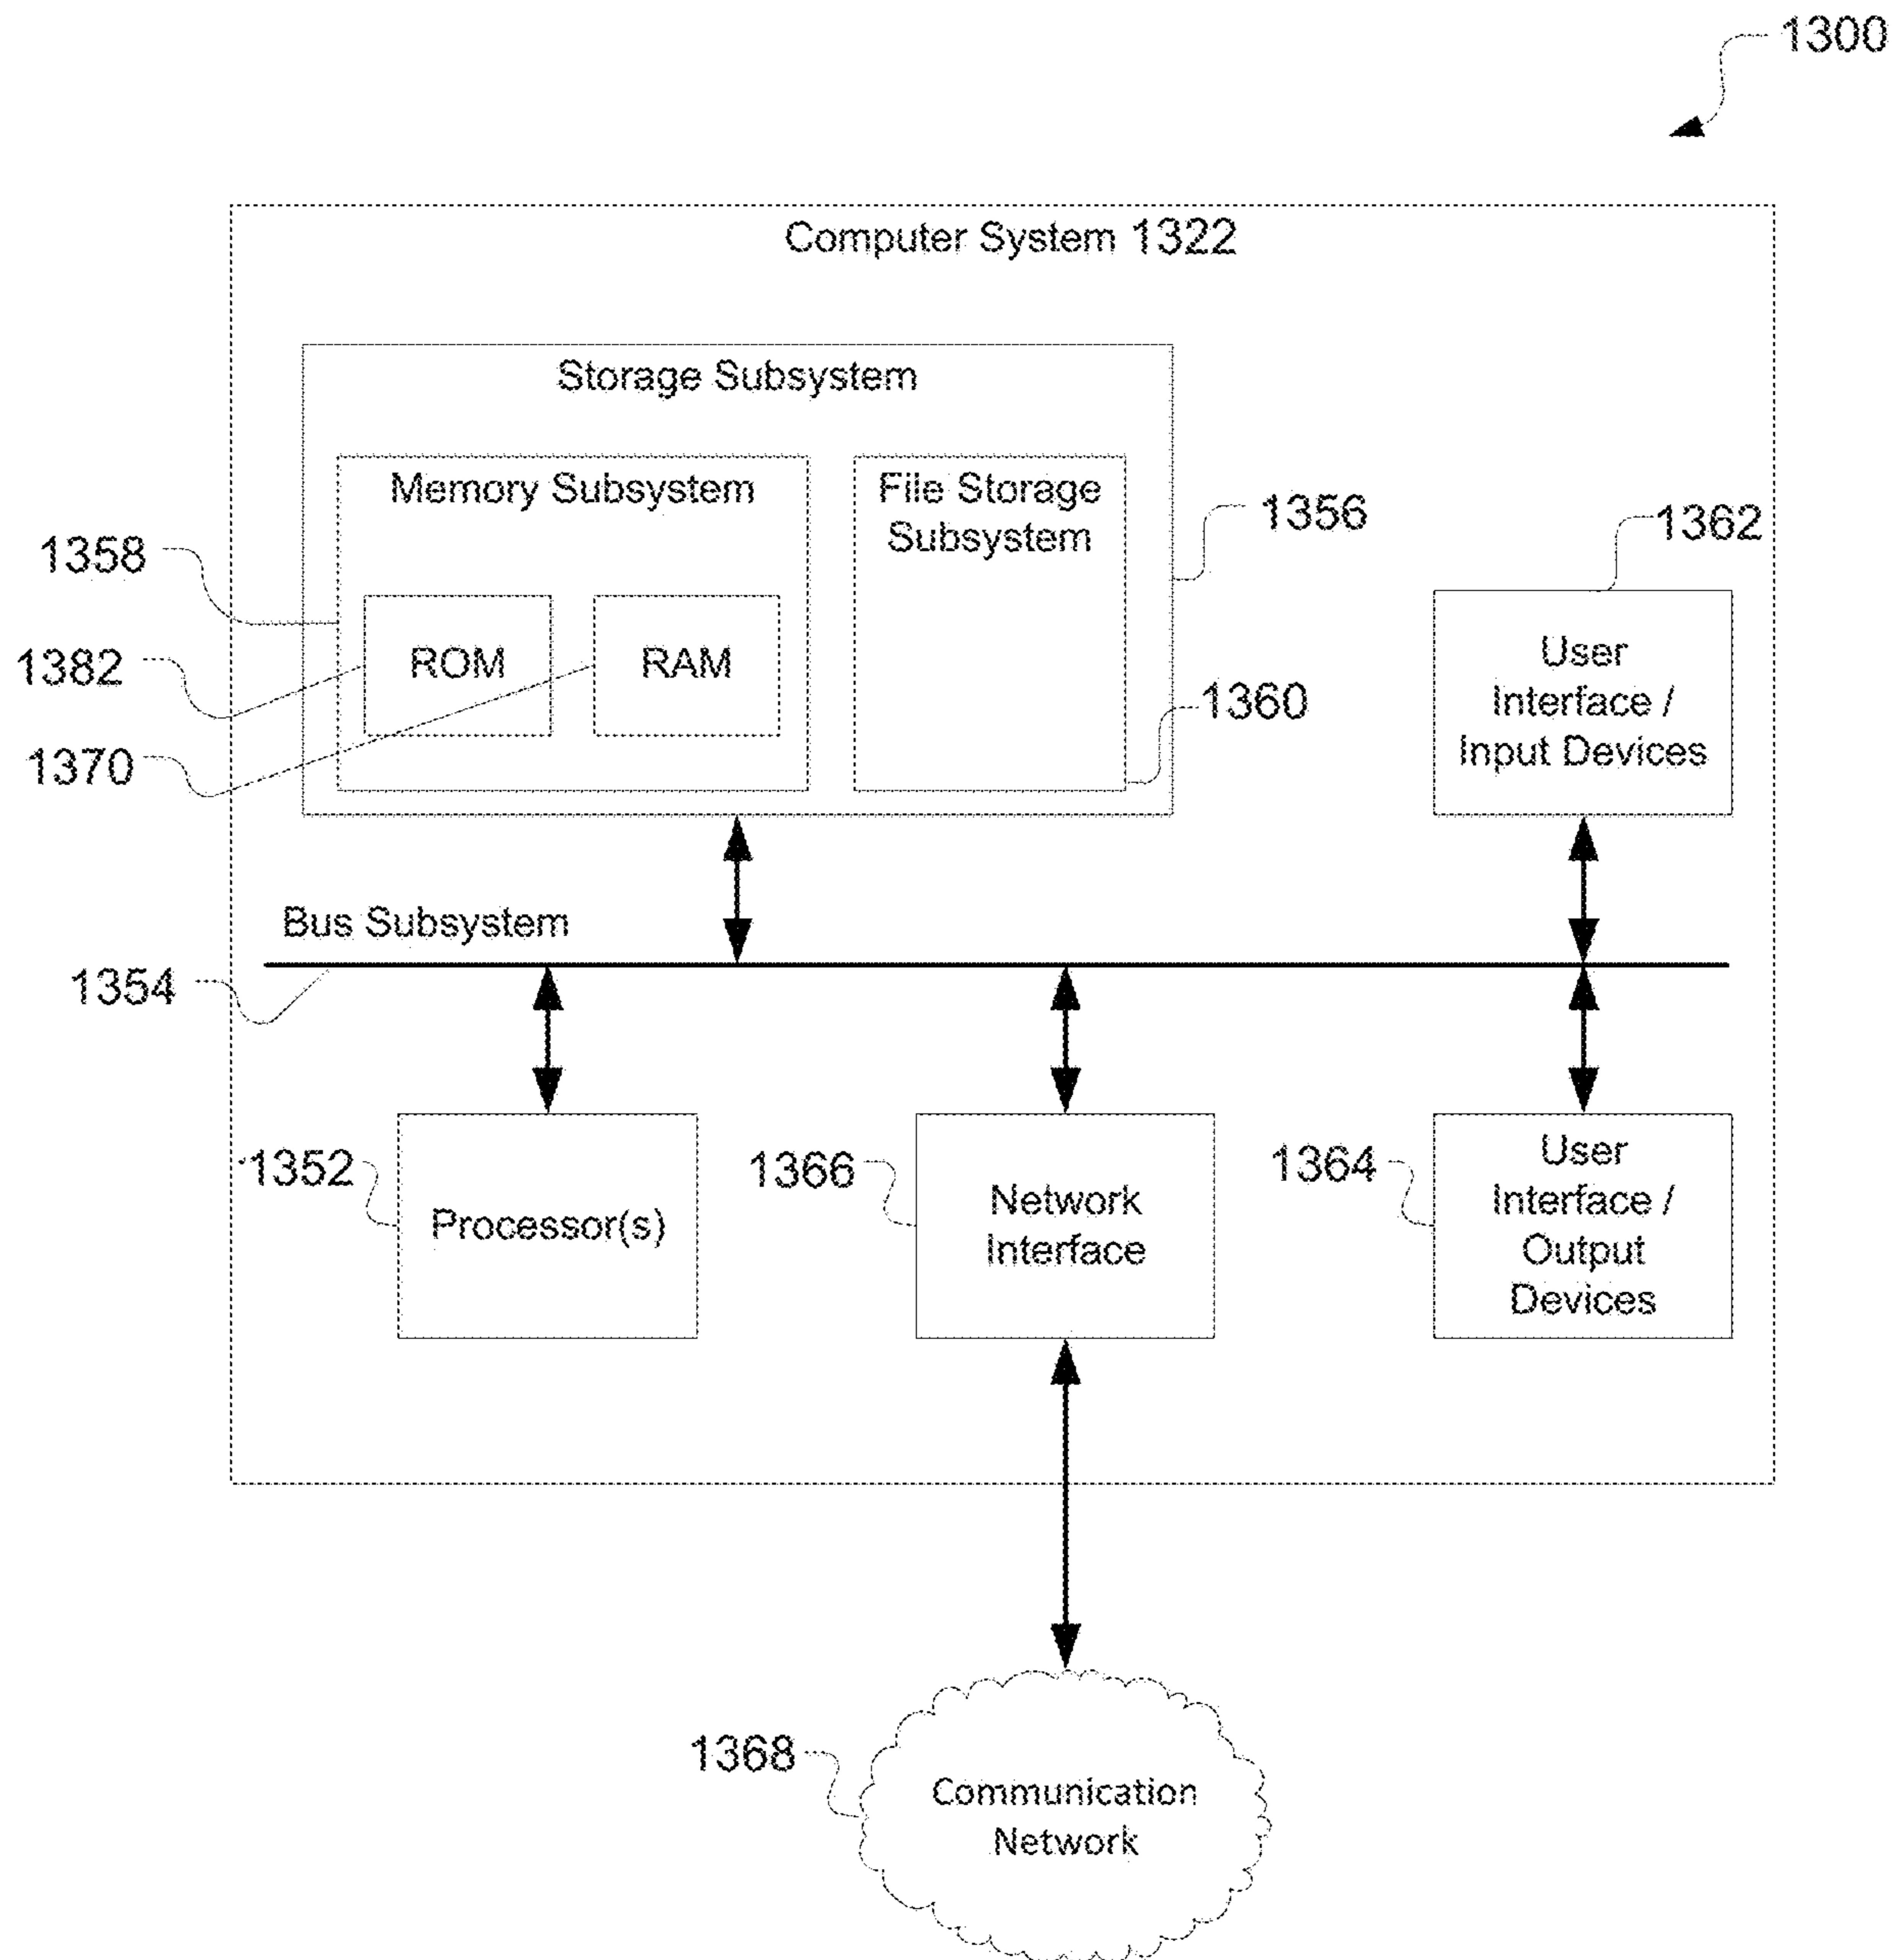 1300
Computer System 1322
Storage Subsystem
Memory Subsystem
File Storage
Subsystem
1356
1362
1358
ROM
RAM
1382
1360
1370
User
Interface /
Input Devices
Bus Subsystem
1354
1352
Processor(s)
1366
Network
Interface
1364
User
Interface /
Output
Devices
1368
Communication
Network